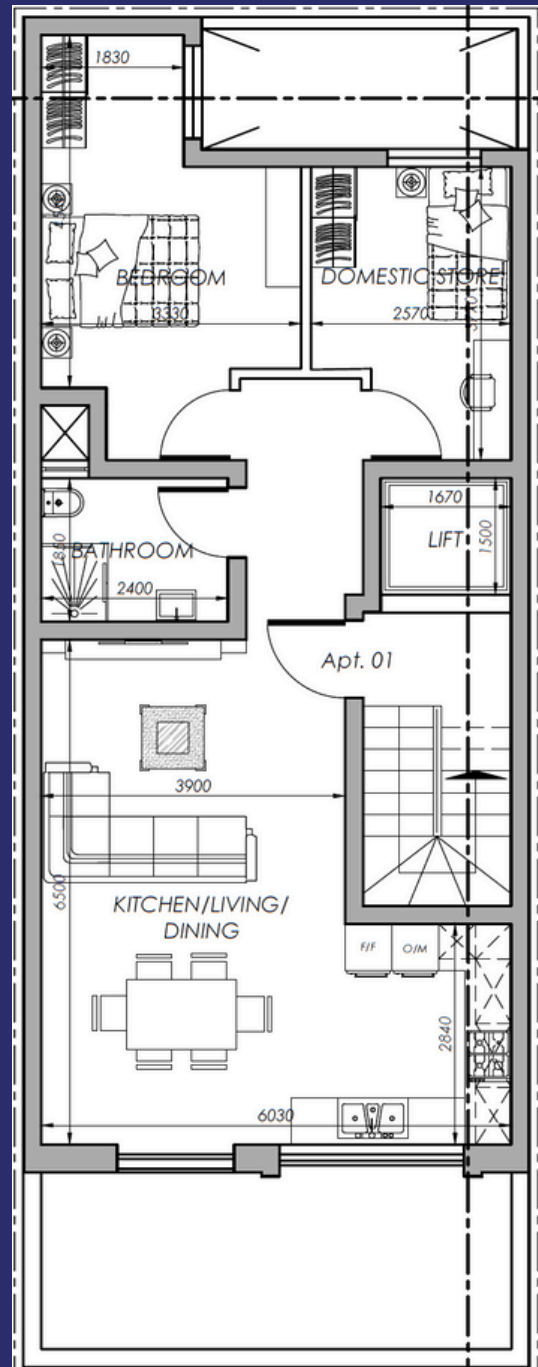 1830
BEDROOM
3330
DOMESTIC STORE
2570
BATHROOM
1850
2400
1670
LIFT
1500
Apt. 01
3900
6500
KITCHEN/LIVING/
DINING
F/F
O/M
2840
6030